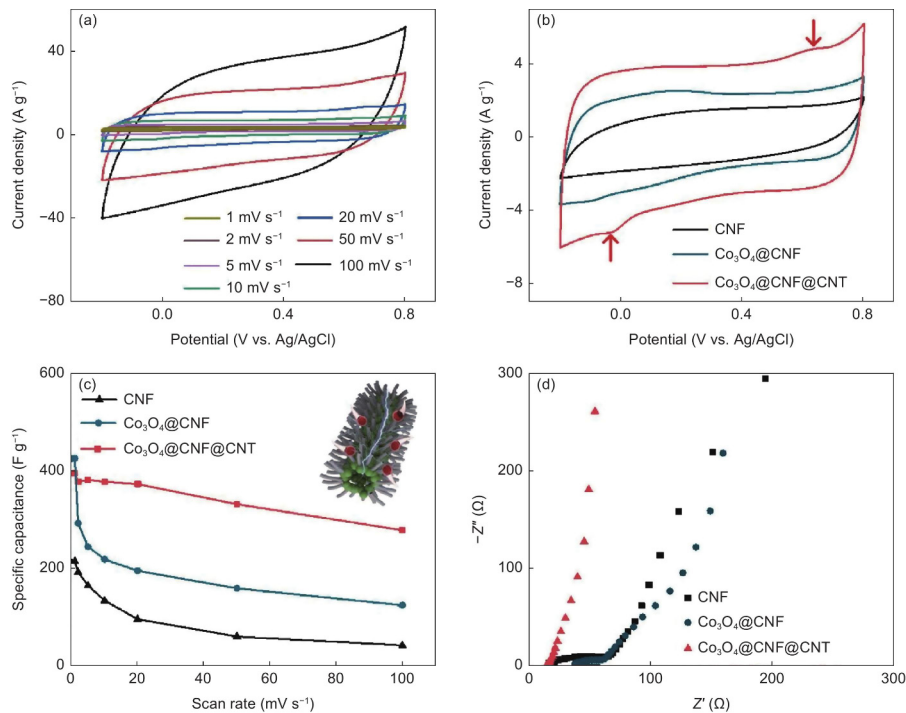 (a)
Current density (A g⁻¹)
40
0
−40
−80
1 mV s⁻¹
2 mV s⁻¹
5 mV s⁻¹
10 mV s⁻¹
20 mV s⁻¹
50 mV s⁻¹
100 mV s⁻¹
0.0
0.4
0.8
Potential (V vs. Ag/AgCl)
(b)
Current density (A g⁻¹)
4
0
−4
−8
CNF
Co₃O₄@CNF
Co₃O₄@CNF@CNT
0.0
0.4
0.8
Potential (V vs. Ag/AgCl)
(c)
Specific capacitance (F g⁻¹)
600
400
200
0
CNF
Co₃O₄@CNF
Co₃O₄@CNF@CNT
0
20
40
60
80
100
Scan rate (mV s⁻¹)
(d)
−Z″ (Ω)
300
200
100
0
CNF
Co₃O₄@CNF
Co₃O₄@CNF@CNT
0
100
200
300
Z′ (Ω)